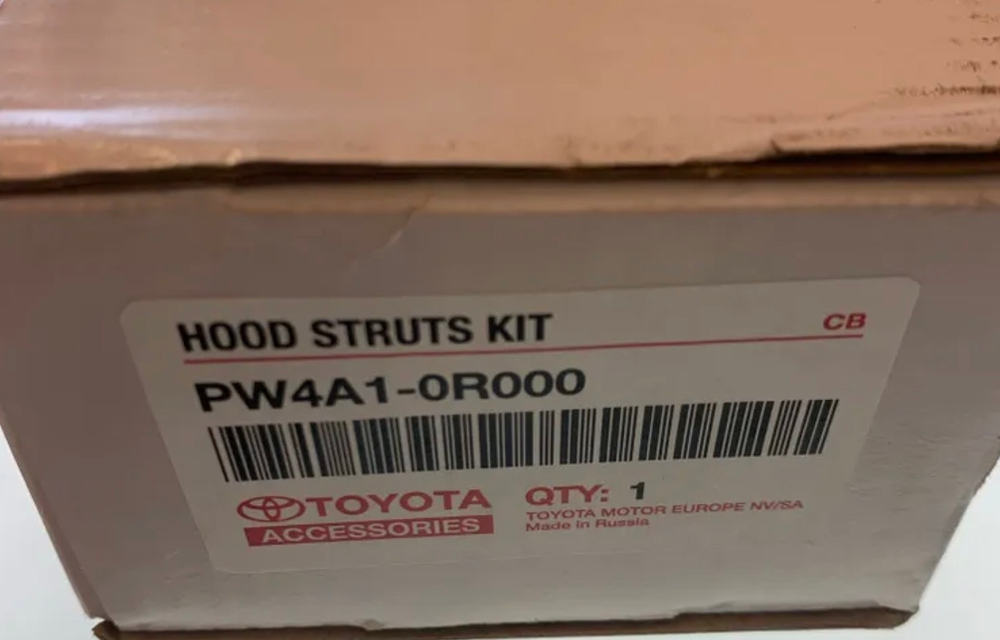 HOOD STRUTS KIT CB
PW4A1-0R000
TOYOTA
ACCESSORIES
QTY: 1
TOYOTA MOTOR EUROPE NV/SA
Made in Russia